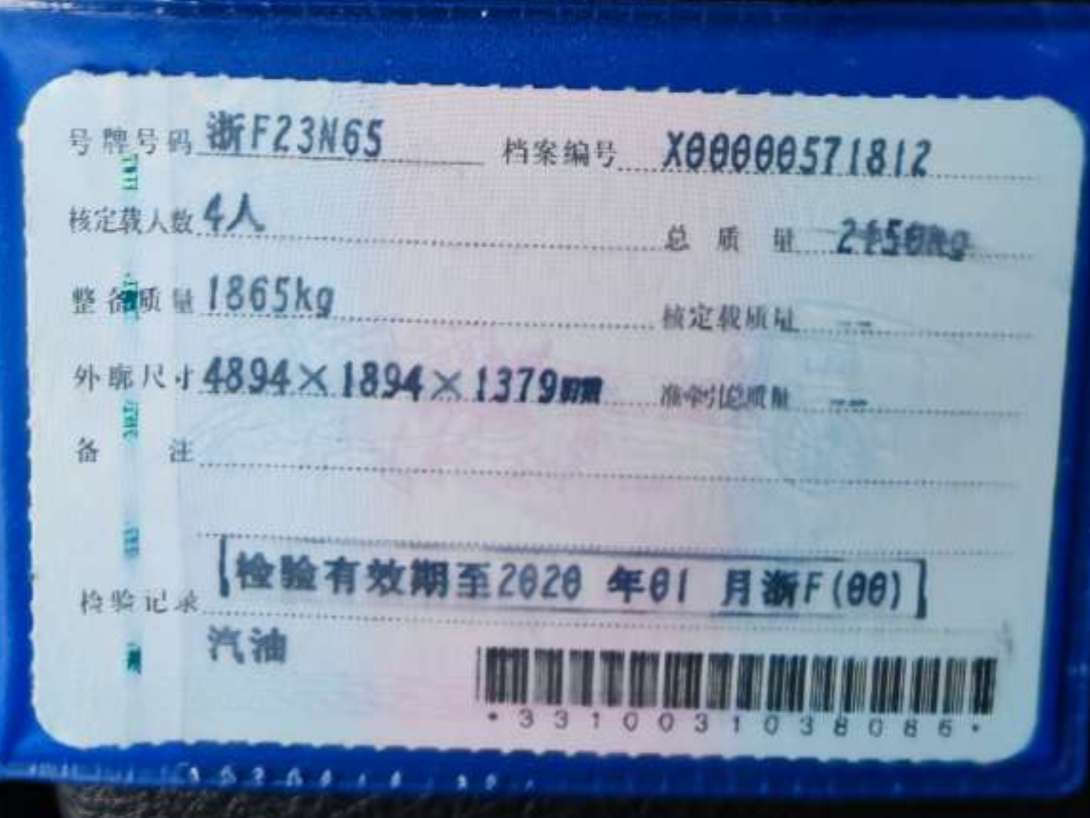 号牌号码 浙F23N65 档案编号 X00000571812
核定载人数 4人 总质量
整备质量 1865kg 核定载质量 --
外廓尺寸 4894×1894×1379mm 准牵引总质量 --
备注
检验记录 检验有效期至2020年01月浙F(00)
汽油
*3310031038086*